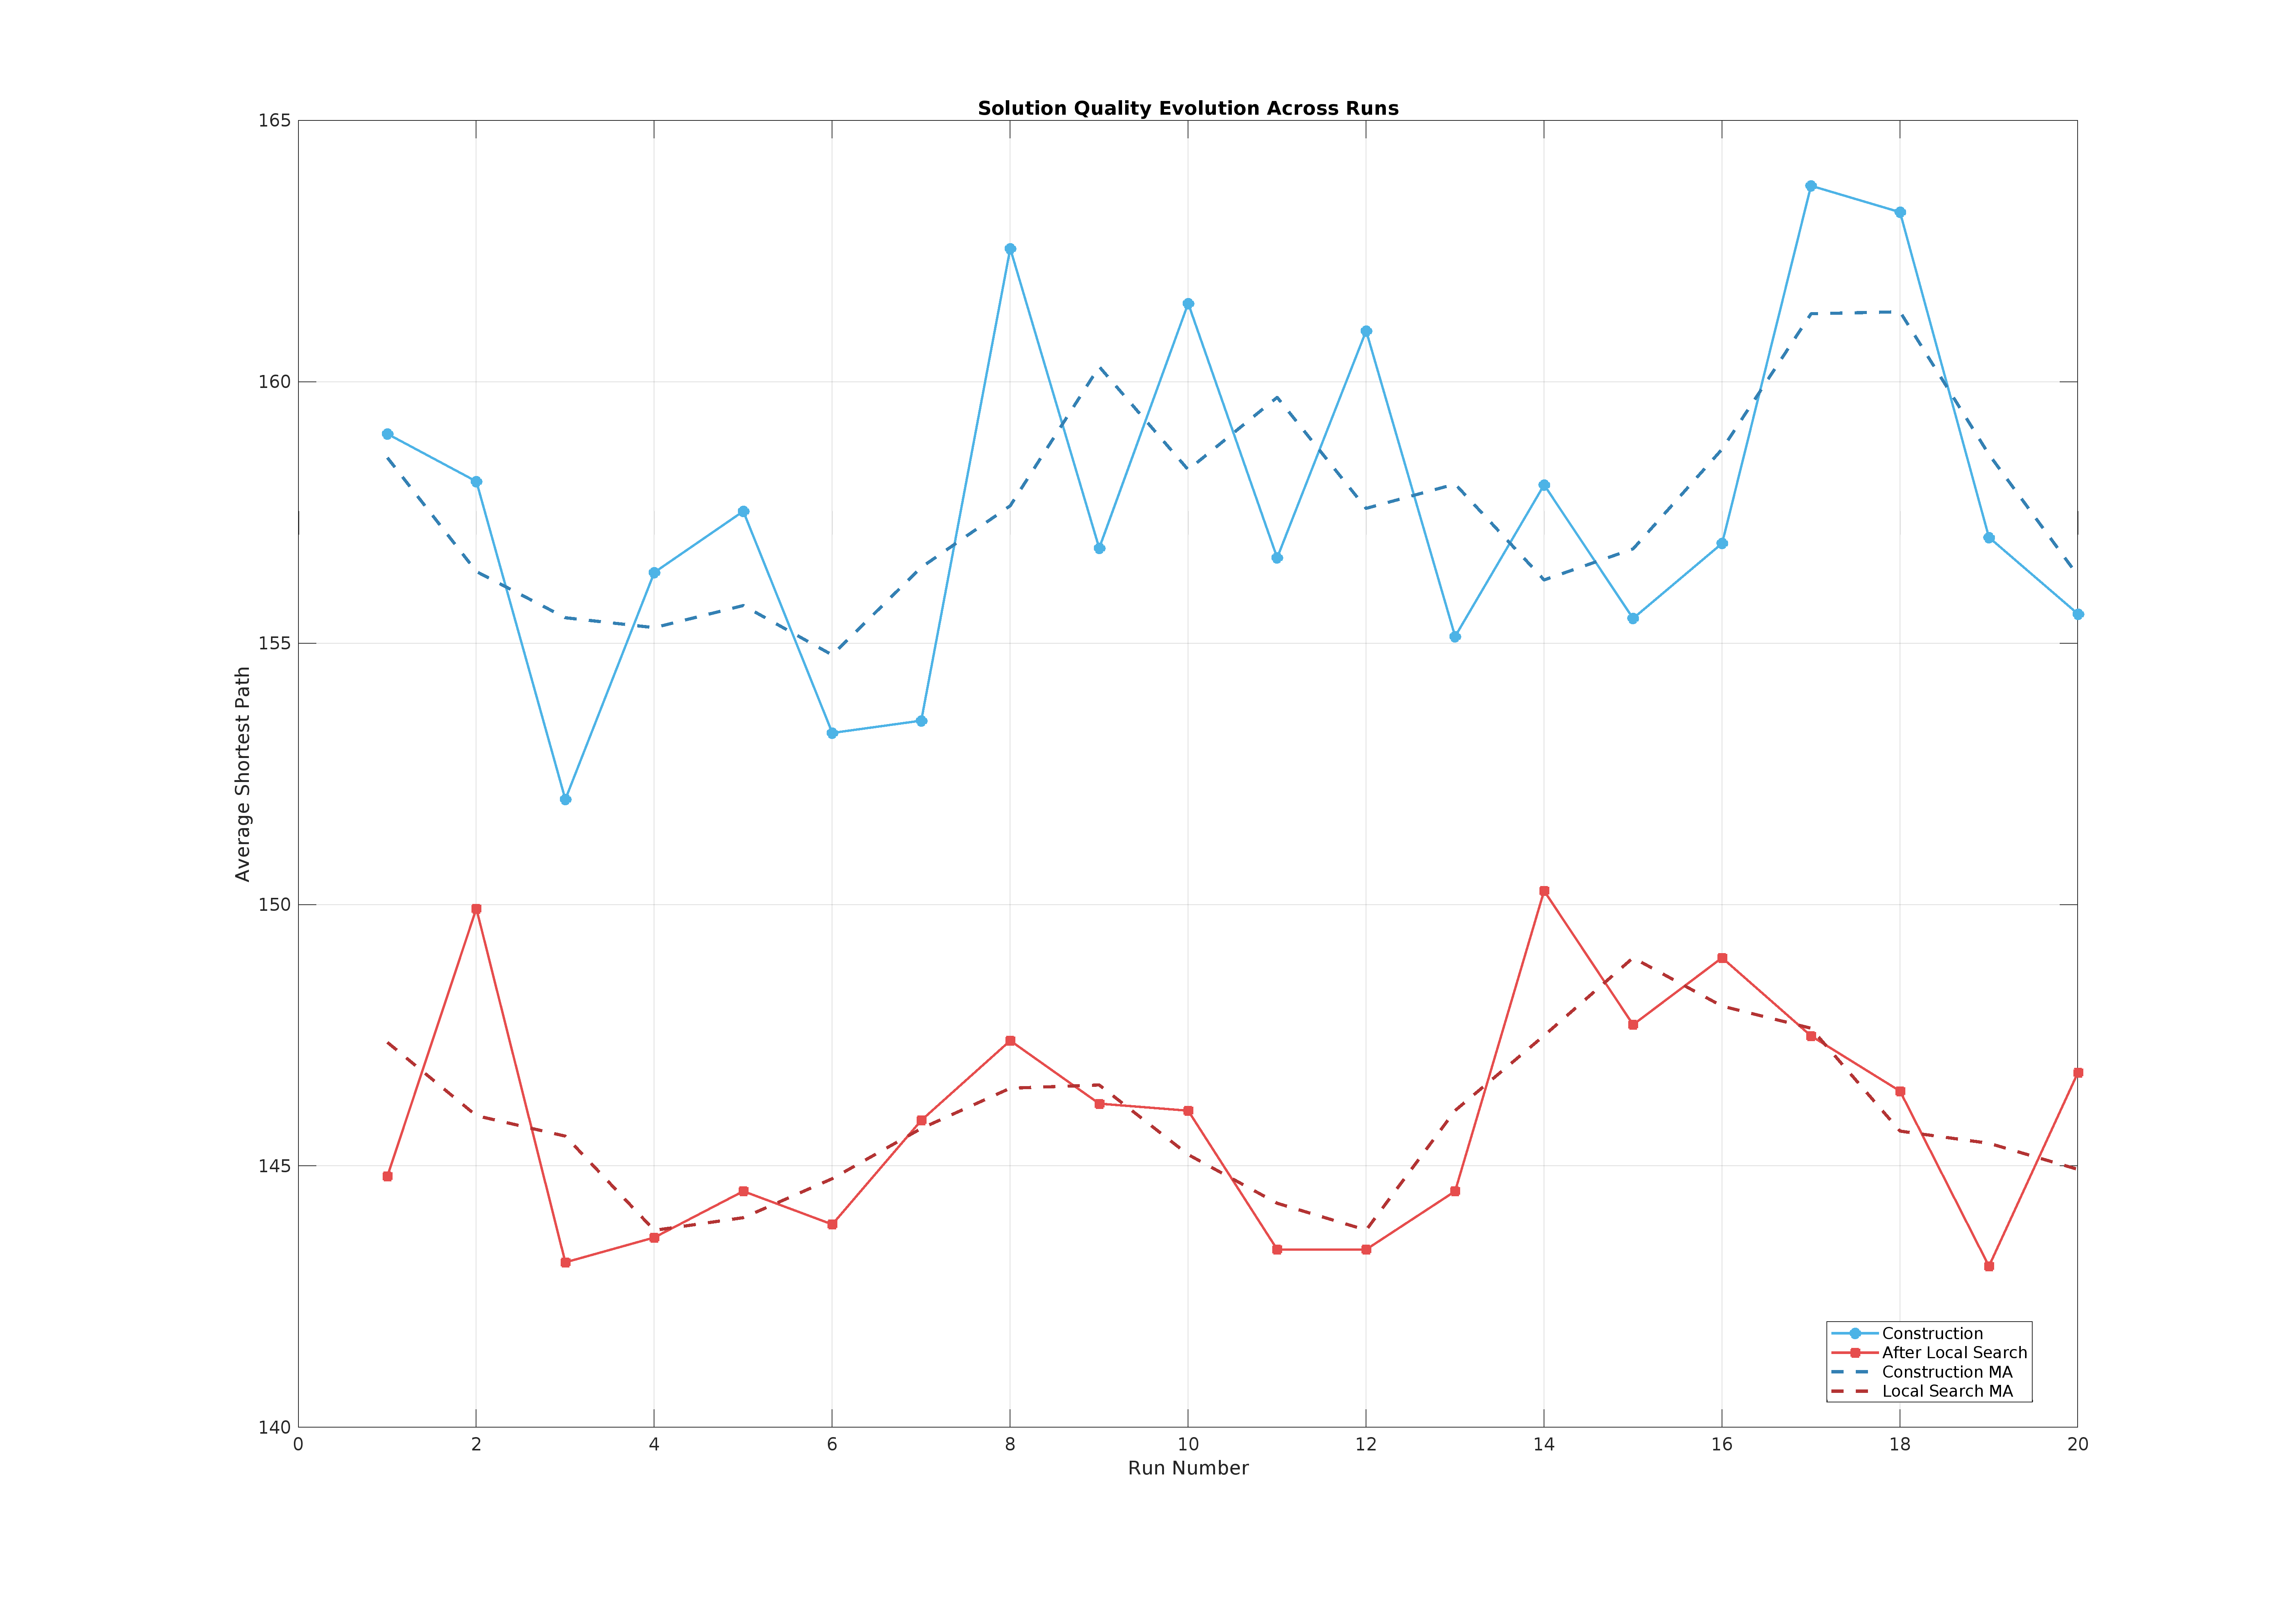 Solution Quality Evolution Across Runs
165
160
155
150
145
140
Average Shortest Path
0 2 4 6 8 10 12 14 16 18 20
Run Number
Construction
After Local Search
Construction MA
Local Search MA